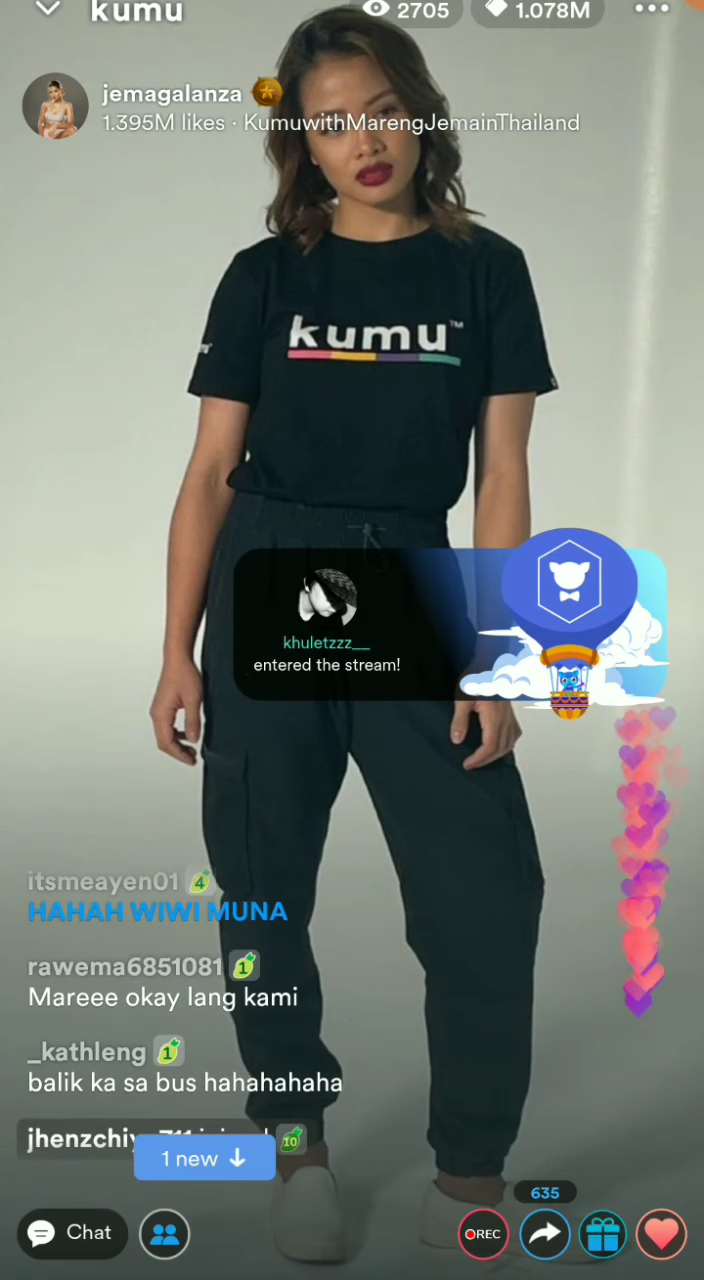 kumu
2705
1.078M
jemagalanza
1.395M likes · KumuwithMarengJemainThailand
kumu™
khuletzzz__
entered the stream!
itsmeayen01 4
HAHAH WIWI MUNA
rawema6851081 1
Mareee okay lang kami
_kathleng 1
balik ka sa bus hahahahaha
10
1 new
635
Chat
REC